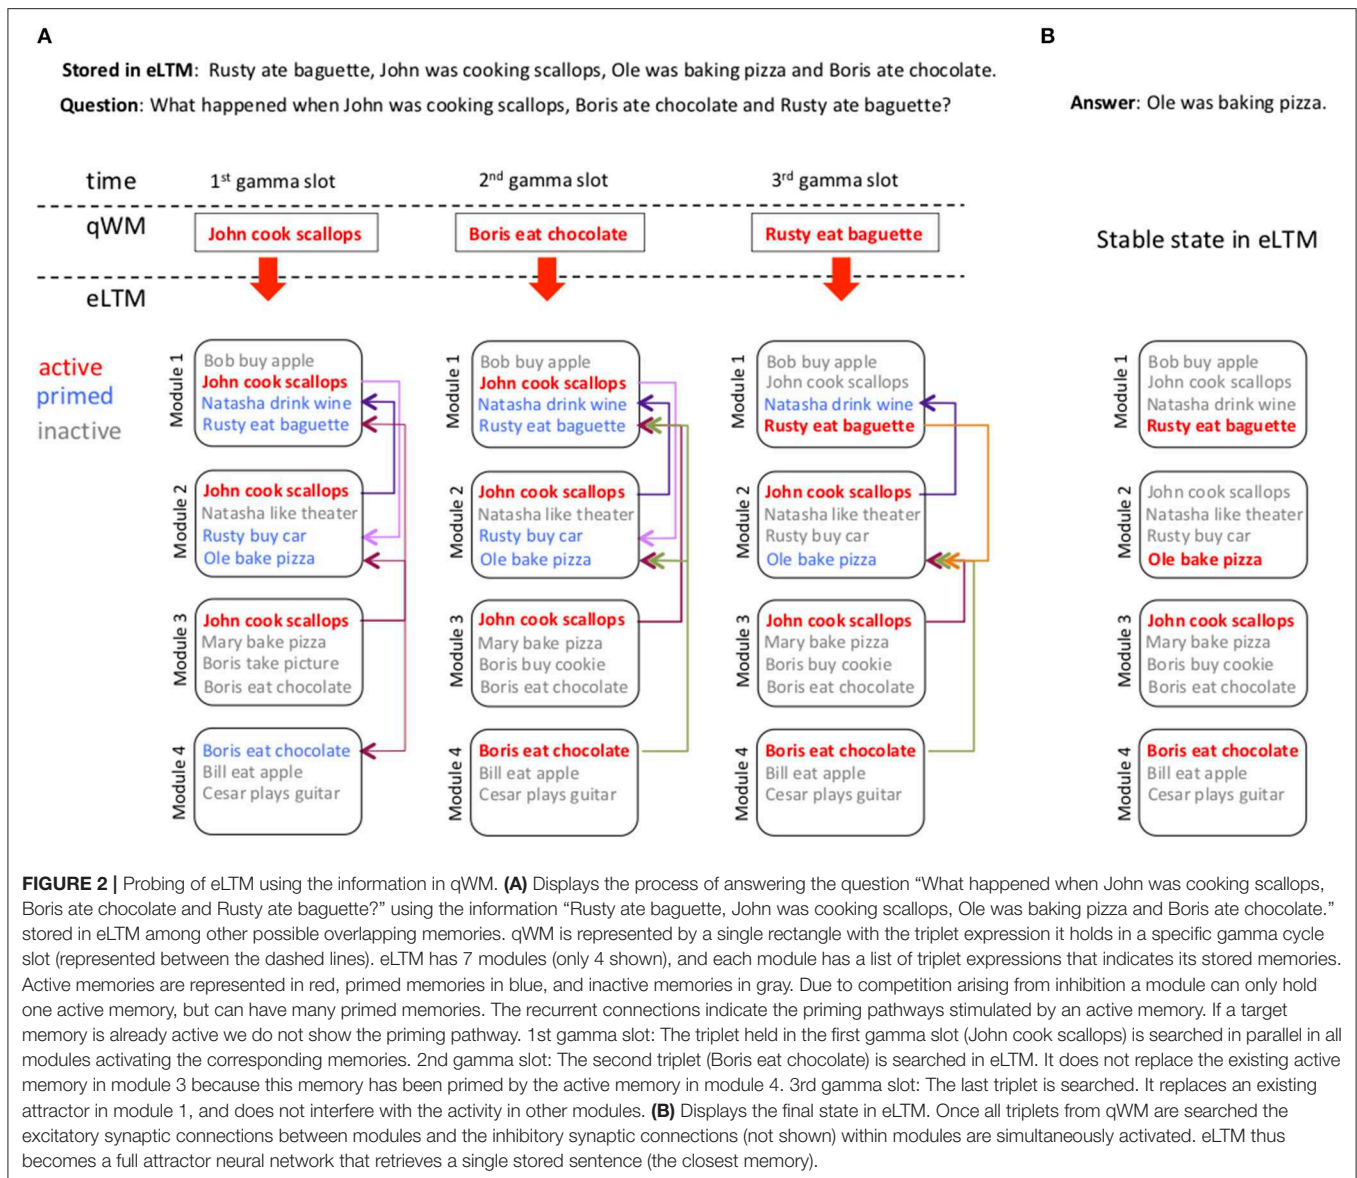 A
B
Stored in eLTM: Rusty ate baguette, John was cooking scallops, Ole was baking pizza and Boris ate chocolate.
Question: What happened when John was cooking scallops, Boris ate chocolate and Rusty ate baguette?
Answer: Ole was baking pizza.
time
1st gamma slot
2nd gamma slot
3rd gamma slot
qWM
John cook scallops
Boris eat chocolate
Rusty eat baguette
Stable state in eLTM
eLTM
active
primed
inactive
Module 1
Bob buy apple
John cook scallops
Natasha drink wine
Rusty eat baguette
Module 2
John cook scallops
Natasha like theater
Rusty buy car
Ole bake pizza
Module 3
John cook scallops
Mary bake pizza
Boris take picture
Boris eat chocolate
Module 4
Boris eat chocolate
Bill eat apple
Cesar plays guitar
Module 1
Bob buy apple
John cook scallops
Natasha drink wine
Rusty eat baguette
Module 2
John cook scallops
Natasha like theater
Rusty buy car
Ole bake pizza
Module 3
John cook scallops
Mary bake pizza
Boris buy cookie
Boris eat chocolate
Module 4
Boris eat chocolate
Bill eat apple
Cesar plays guitar
Module 1
Bob buy apple
John cook scallops
Natasha drink wine
Rusty eat baguette
Module 2
John cook scallops
Natasha like theater
Rusty buy car
Ole bake pizza
Module 3
John cook scallops
Mary bake pizza
Boris buy cookie
Boris eat chocolate
Module 4
Boris eat chocolate
Bill eat apple
Cesar plays guitar
Module 1
Bob buy apple
John cook scallops
Natasha drink wine
Rusty eat baguette
Module 2
John cook scallops
Natasha like theater
Rusty buy car
Ole bake pizza
Module 3
John cook scallops
Mary bake pizza
Boris buy cookie
Boris eat chocolate
Module 4
Boris eat chocolate
Bill eat apple
Cesar plays guitar
FIGURE 2 | Probing of eLTM using the information in qWM. (A) Displays the process of answering the question “What happened when John was cooking scallops,
Boris ate chocolate and Rusty ate baguette?” using the information “Rusty ate baguette, John was cooking scallops, Ole was baking pizza and Boris ate chocolate.”
stored in eLTM among other possible overlapping memories. qWM is represented by a single rectangle with the triplet expression it holds in a specific gamma cycle
slot (represented between the dashed lines). eLTM has 7 modules (only 4 shown), and each module has a list of triplet expressions that indicates its stored memories.
Active memories are represented in red, primed memories in blue, and inactive memories in gray. Due to competition arising from inhibition a module can only hold
one active memory, but can have many primed memories. The recurrent connections indicate the priming pathways stimulated by an active memory. If a target
memory is already active we do not show the priming pathway. 1st gamma slot: The triplet held in the first gamma slot (John cook scallops) is searched in parallel in all
modules activating the corresponding memories. 2nd gamma slot: The second triplet (Boris eat chocolate) is searched in eLTM. It does not replace the existing active
memory in module 3 because this memory has been primed by the active memory in module 4. 3rd gamma slot: The last triplet is searched. It replaces an existing
attractor in module 1, and does not interfere with the activity in other modules. (B) Displays the final state in eLTM. Once all triplets from qWM are searched the
excitatory synaptic connections between modules and the inhibitory synaptic connections (not shown) within modules are simultaneously activated. eLTM thus
becomes a full attractor neural network that retrieves a single stored sentence (the closest memory).